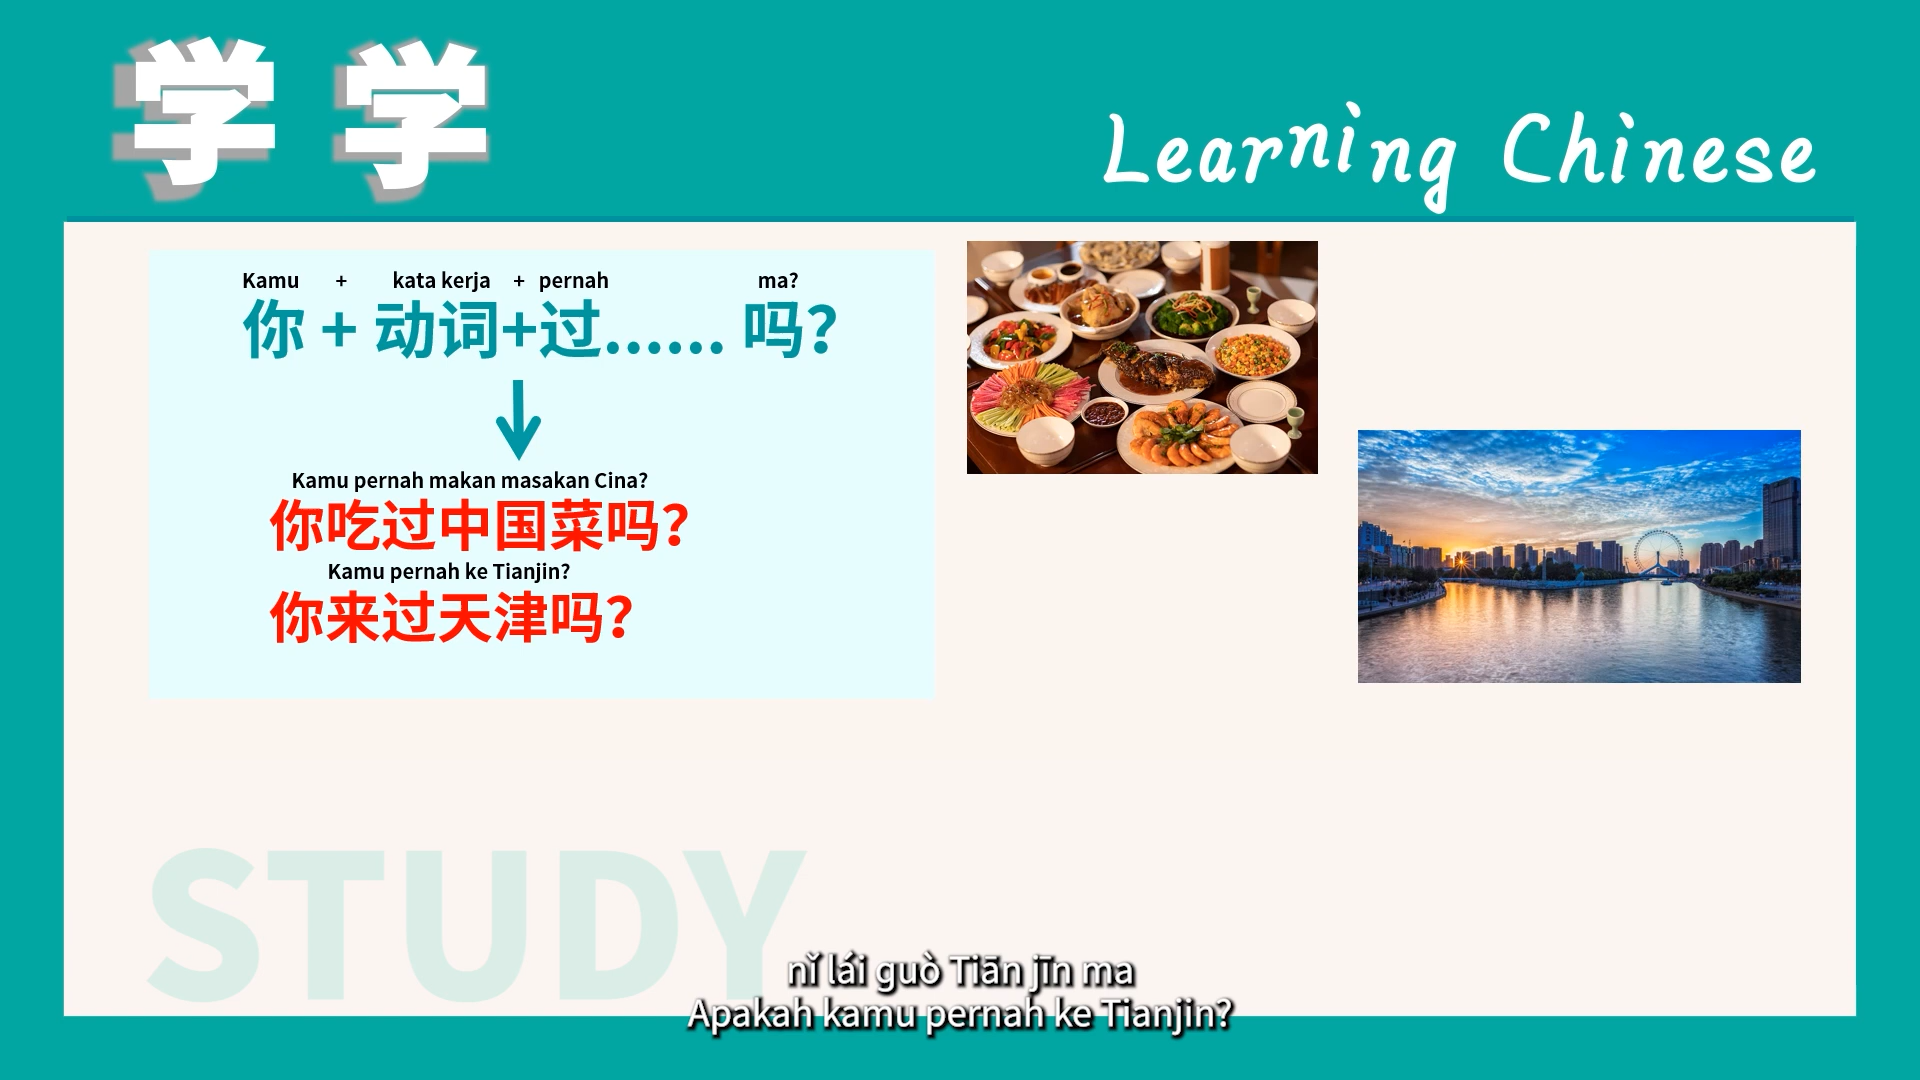 学学
Learning Chinese
Kamu + kata kerja + pernah ma?
你 + 动词+过...... 吗?
Kamu pernah makan masakan Cina?
你吃过中国菜吗?
Kamu pernah ke Tianjin?
你来过天津吗?
STUDY
nǐ lái guò Tiān jīn ma
Apakah kamu pernah ke Tianjin?